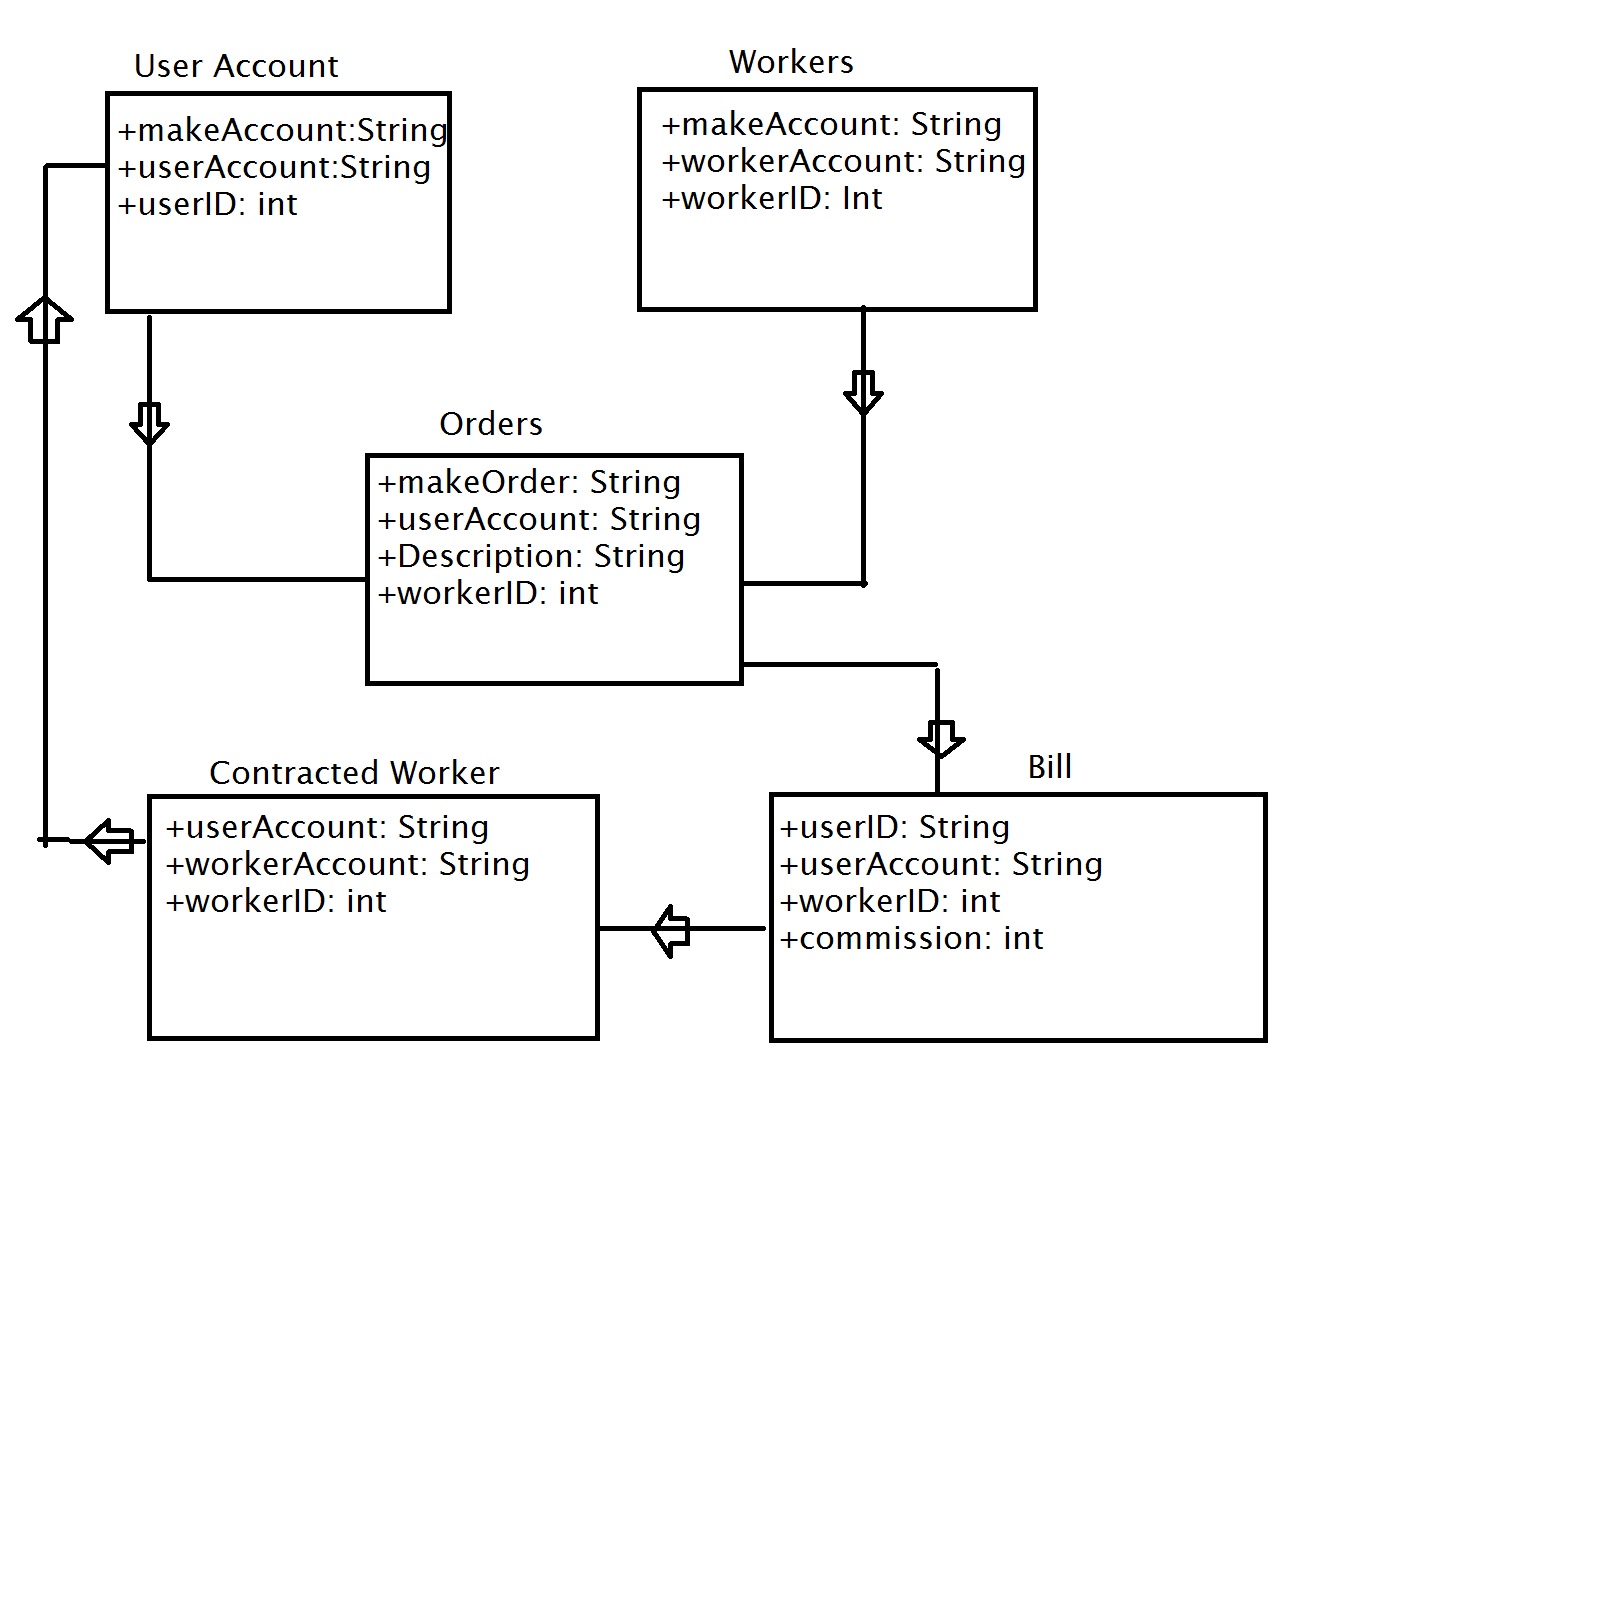 User Account
+makeAccount:String
+userAccount:String
+userID: int
Workers
+makeAccount: String
+workerAccount: String
+workerID: Int
Orders
+makeOrder: String
+userAccount: String
+Description: String
+workerID: int
Contracted Worker
+userAccount: String
+workerAccount: String
+workerID: int
Bill
+userID: String
+userAccount: String
+workerID: int
+commission: int